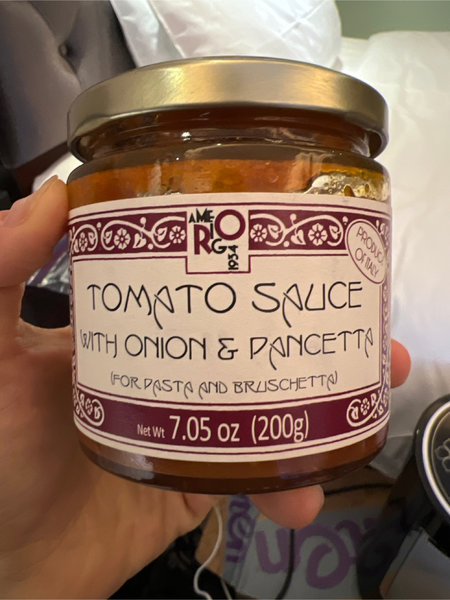 AMERIGO
1934
PRODUCT
OF ITALY
TOMATO SAUCE
WITH ONION & PANCETTA
(FOR PASTA AND BRUSCHETTA)
Net Wt 7.05 oz (200g)